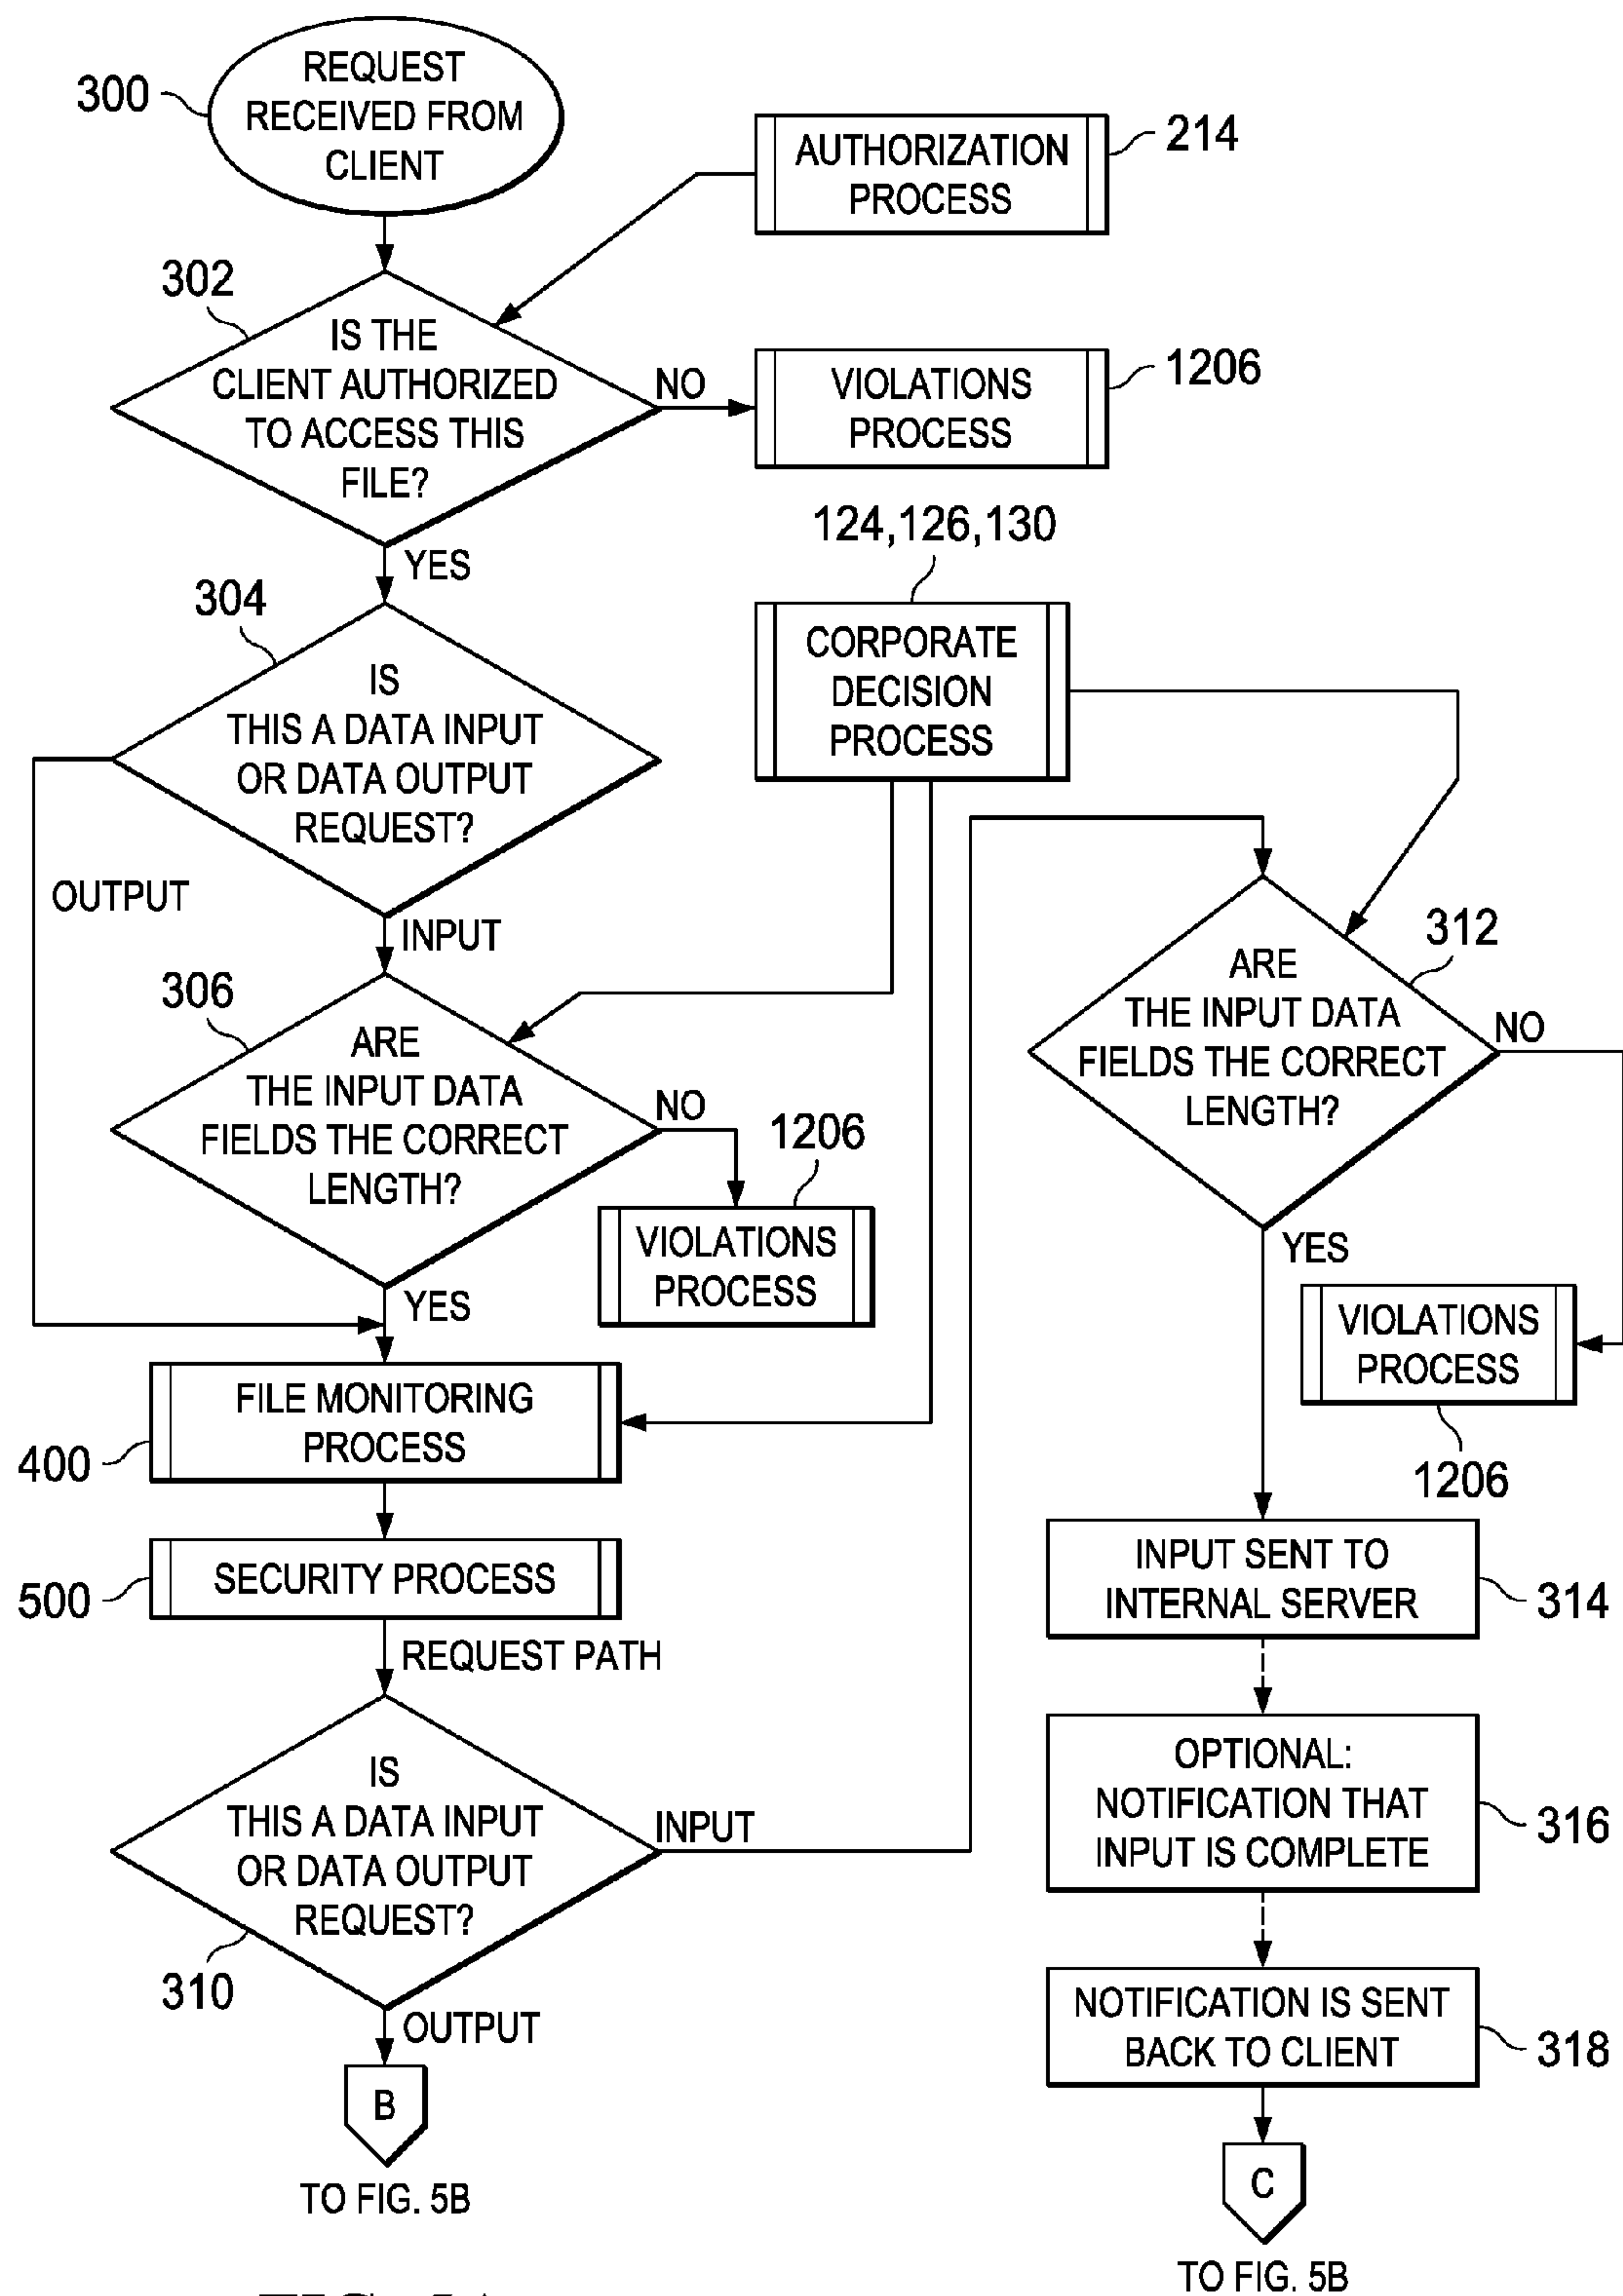 REQUEST
RECEIVED FROM
CLIENT
300
AUTHORIZATION
PROCESS
214
302
IS THE
CLIENT AUTHORIZED
TO ACCESS THIS
FILE?
NO
VIOLATIONS
PROCESS
1206
YES
124,126,130
CORPORATE
DECISION
PROCESS
304
IS
THIS A DATA INPUT
OR DATA OUTPUT
REQUEST?
OUTPUT
INPUT
306
ARE
THE INPUT DATA
FIELDS THE CORRECT
LENGTH?
NO
1206
VIOLATIONS
PROCESS
YES
FILE MONITORING
PROCESS
400
SECURITY PROCESS
500
REQUEST PATH
IS
THIS A DATA INPUT
OR DATA OUTPUT
REQUEST?
INPUT
310
OUTPUT
B
TO FIG. 5B
312
ARE
THE INPUT DATA
FIELDS THE CORRECT
LENGTH?
NO
YES
VIOLATIONS
PROCESS
1206
INPUT SENT TO
INTERNAL SERVER
314
OPTIONAL:
NOTIFICATION THAT
INPUT IS COMPLETE
316
NOTIFICATION IS SENT
BACK TO CLIENT
318
C
TO FIG. 5B